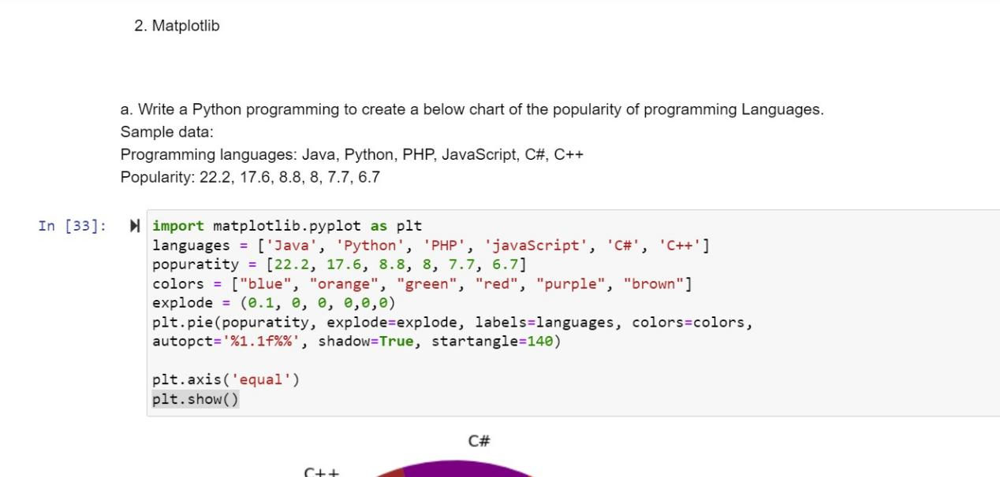 2. Matplotlib
a. Write a Python programming to create a below chart of the popularity of programming Languages.
Sample data:
Programming languages: Java, Python, PHP, JavaScript, C#, C++
Popularity: 22.2, 17.6, 8.8, 8, 7.7, 6.7
In [33]:
import matplotlib.pyplot as plt
languages = ['Java', 'Python', 'PHP', 'javaScript', 'C#', 'C++']
popuratity = [22.2, 17.6, 8.8, 8, 7.7, 6.7]
colors = ["blue", "orange", "green", "red", "purple", "brown"]
explode = (0.1, 0, 0, 0,0,0)
plt.pie(popuratity, explode=explode, labels=languages, colors=colors,
autopct='%1.1f%%', shadow=True, startangle=140)
plt.axis('equal')
plt.show()
C#
C++